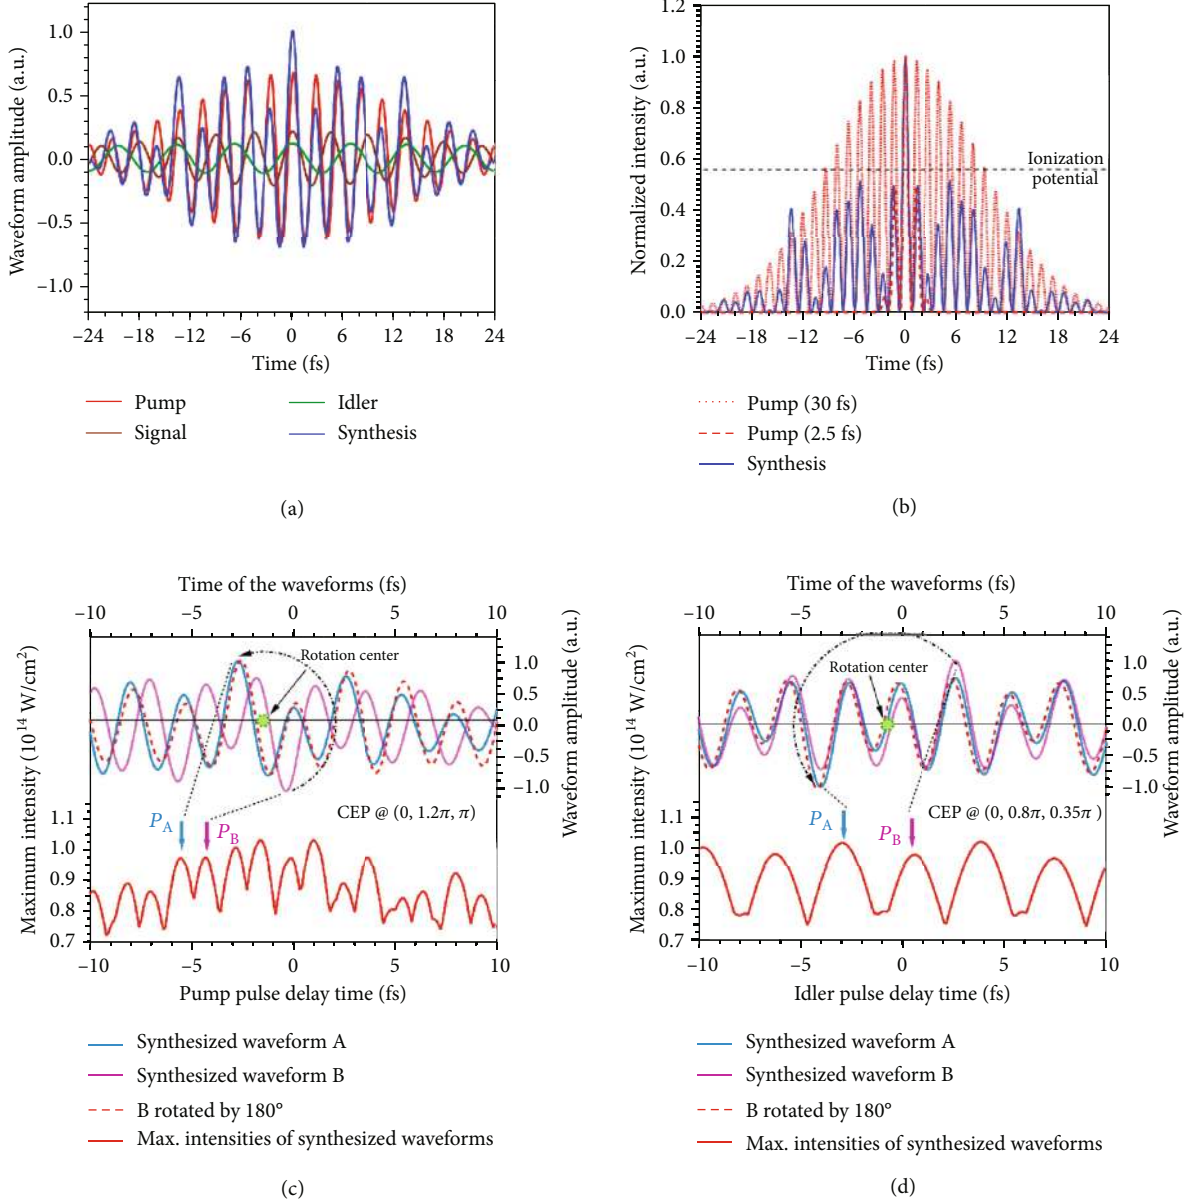 Waveform amplitude (a.u.)
1.0
0.5
0.0
−0.5
−1.0
−24 −18 −12 −6 0 6 12 18 24
Time (fs)
Pump
Signal
Idler
Synthesis
(a)
Normalized intensity (a.u.)
1.2
1.0
0.8
0.6
0.4
0.2
0.0
Ionization
potential
−24 −18 −12 −6 0 6 12 18 24
Time (fs)
Pump (30 fs)
Pump (2.5 fs)
Synthesis
(b)
Time of the waveforms (fs)
−10 −5 0 5 10
Maximum intensity (10¹⁴ W/cm²)
Waveform amplitude (a.u.)
1.0
0.5
0.0
−0.5
−1.0
Rotation center
CEP @ (0, 1.2π, π)
P_A
P_B
1.1
1.0
0.9
0.8
0.7
−10 −5 0 5 10
Pump pulse delay time (fs)
Synthesized waveform A
Synthesized waveform B
B rotated by 180°
Max. intensities of synthesized waveforms
(c)
Time of the waveforms (fs)
−10 −5 0 5 10
Maximum intensity (10¹⁴ W/cm²)
Waveform amplitude (a.u.)
1.0
0.5
0.0
−0.5
−1.0
Rotation center
CEP @ (0, 0.8π, 0.35π )
P_A
P_B
1.1
1.0
0.9
0.8
0.7
−10 −5 0 5 10
Idler pulse delay time (fs)
Synthesized waveform A
Synthesized waveform B
B rotated by 180°
Max. intensities of synthesized waveforms
(d)